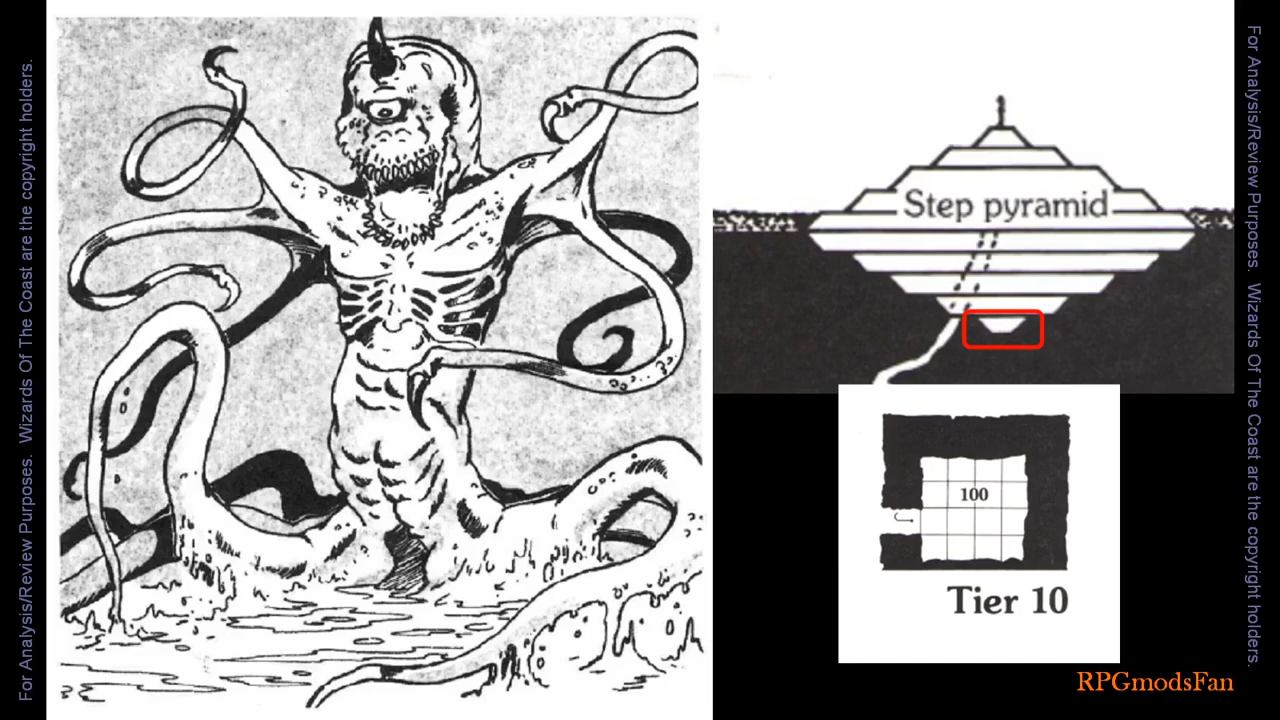 For Analysis/Review Purposes.  Wizards Of The Coast are the copyright holders.
Step pyramid
100
Tier 10
RPGmodsFan
For Analysis/Review Purposes.  Wizards Of The Coast are the copyright holders.